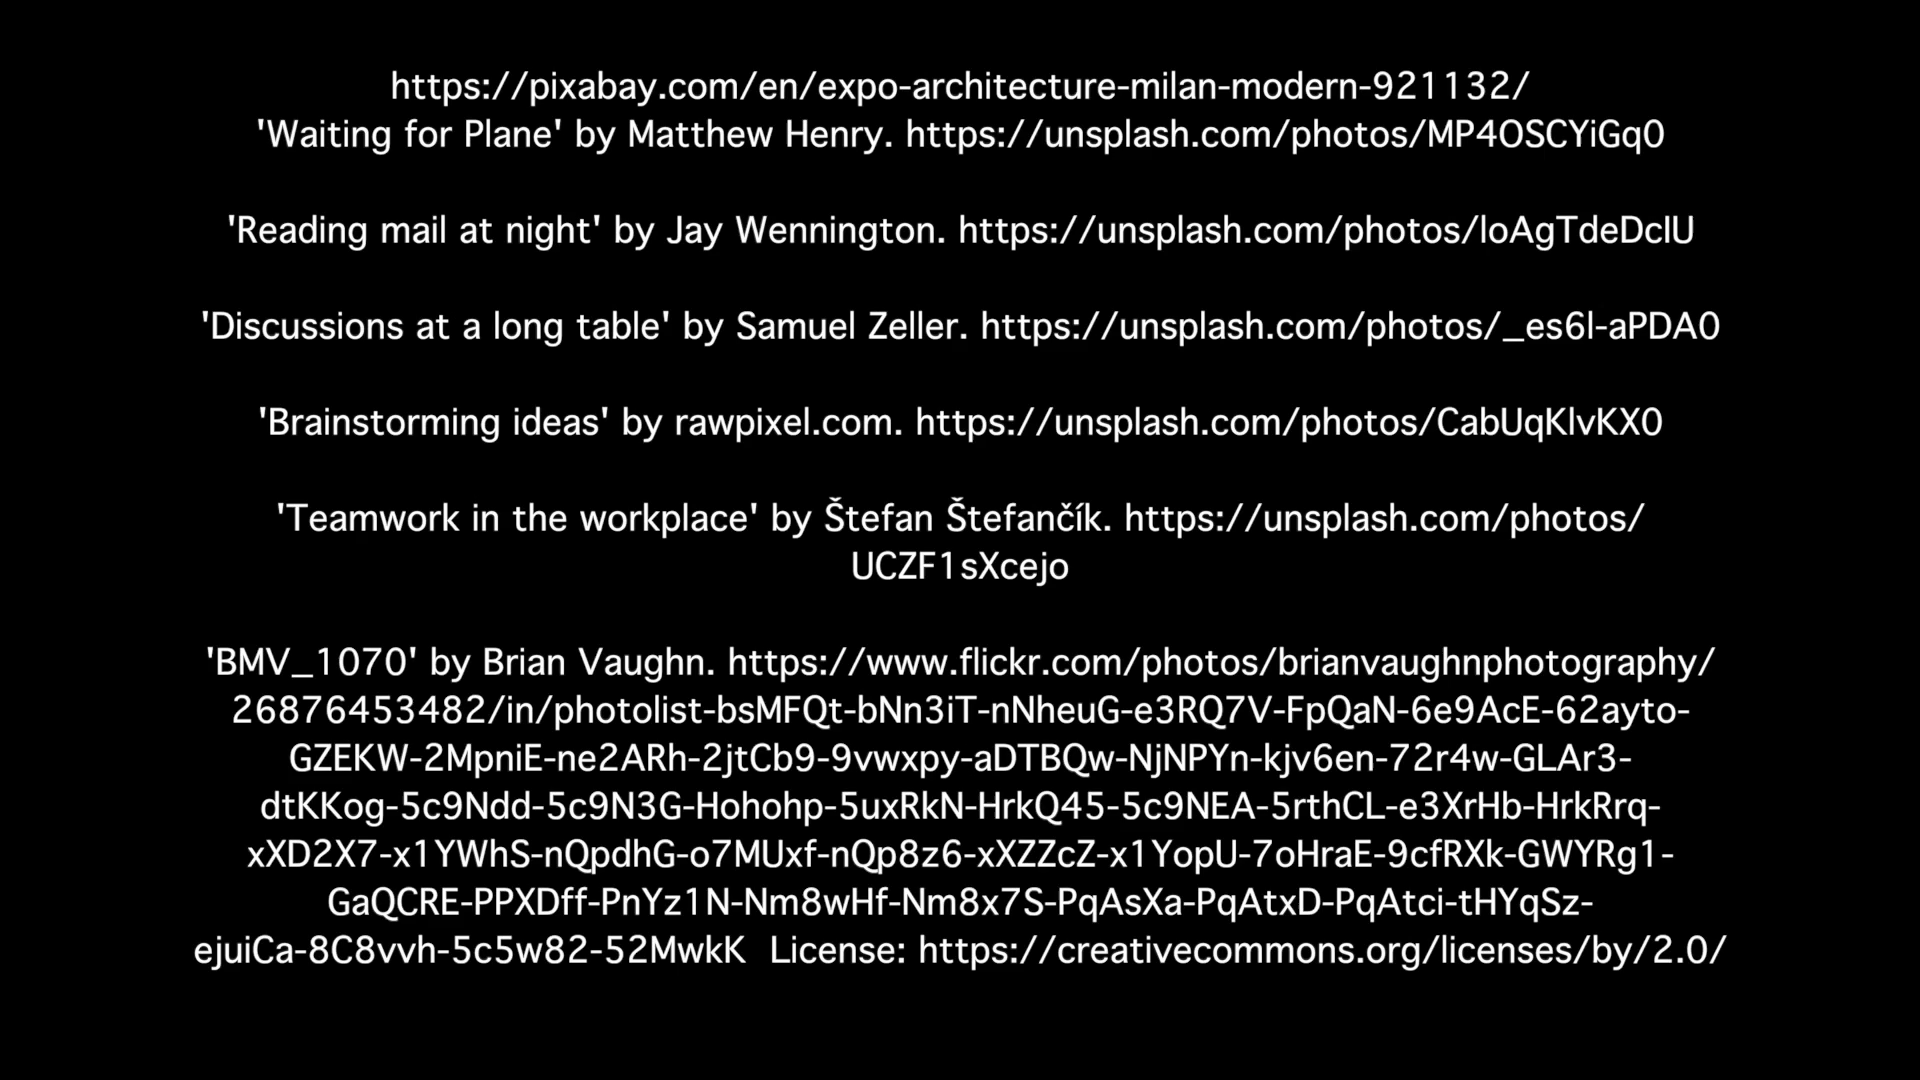 https://pixabay.com/en/expo-architecture-milan-modern-921132/
'Waiting for Plane' by Matthew Henry. https://unsplash.com/photos/MP4OSCYiGq0
'Reading mail at night' by Jay Wennington. https://unsplash.com/photos/loAgTdeDcIU
'Discussions at a long table' by Samuel Zeller. https://unsplash.com/photos/_es6l-aPDA0
'Brainstorming ideas' by rawpixel.com. https://unsplash.com/photos/CabUqKlvKX0
'Teamwork in the workplace' by Štefan Štefančík. https://unsplash.com/photos/
UCZF1sXcejo
'BMV_1070' by Brian Vaughn. https://www.flickr.com/photos/brianvaughnphotography/
26876453482/in/photolist-bsMFQt-bNn3iT-nNheuG-e3RQ7V-FpQaN-6e9AcE-62ayto-
GZEKW-2MpniE-ne2ARh-2jtCb9-9vwxpy-aDTBQw-NjNPYn-kjv6en-72r4w-GLAr3-
dtKKog-5c9Ndd-5c9N3G-Hohohp-5uxRkN-HrkQ45-5c9NEA-5rthCL-e3XrHb-HrkRrq-
xXD2X7-x1YWhS-nQpdhG-o7MUxf-nQp8z6-xXZZcZ-x1YopU-7oHraE-9cfRXk-GWYRg1-
GaQCRE-PPXDff-PnYz1N-Nm8wHf-Nm8x7S-PqAsXa-PqAtxD-PqAtci-tHYqSz-
ejuiCa-8C8vvh-5c5w82-52MwkK  License: https://creativecommons.org/licenses/by/2.0/